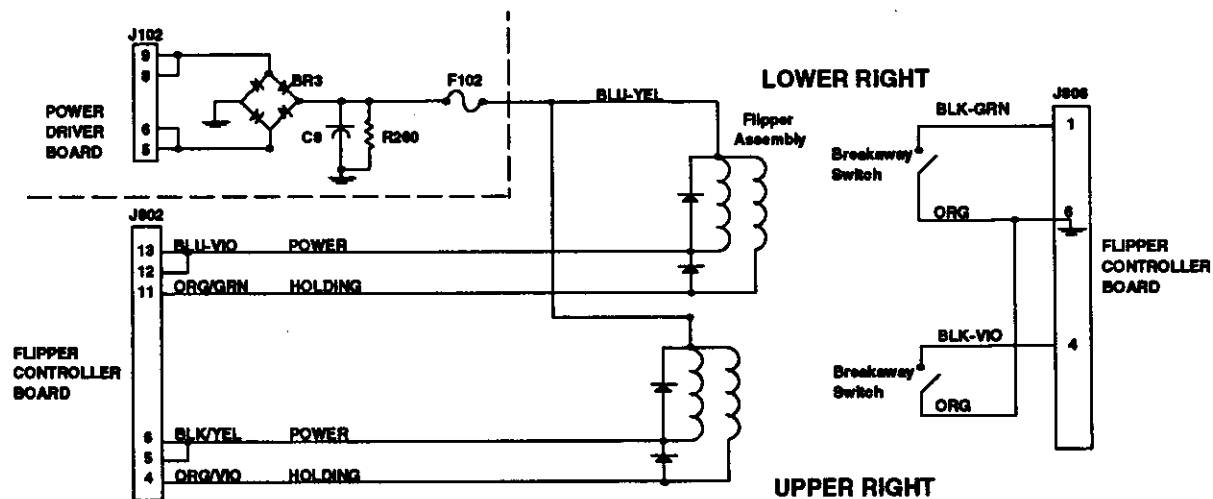 J102
9
8
6
5
POWER
DRIVER
BOARD
BR3
C8
R260
F102
BLU-YEL
LOWER RIGHT
Flipper
Assembly
J802
13
12
11
BLU-VIO POWER
ORG/GRN HOLDING
FLIPPER
CONTROLLER
BOARD
6
5
4
BLK/YEL POWER
ORG/VIO HOLDING
UPPER RIGHT
J806
1
6
4
BLK-GRN
Breakaway
Switch
ORG
FLIPPER
CONTROLLER
BOARD
BLK-VIO
Breakaway
Switch
ORG